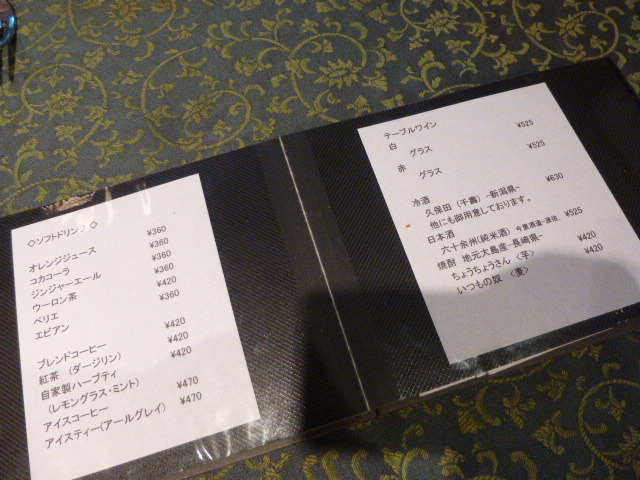 ◇ソフトドリンク◇
オレンジジュース ¥360
コカコーラ ¥360
ジンジャーエール ¥360
ウーロン茶 ¥360
ペリエ ¥420
エビアン ¥360
ブレンドコーヒー ¥420
紅茶 （ダージリン） ¥420
自家製ハーブティ ¥420
（レモングラス・ミント）
アイスコーヒー ¥470
アイスティー（アールグレイ） ¥470
テーブルワイン
白
グラス ¥525
赤
グラス ¥525
冷酒
久保田 （千壽） -新潟県- ¥630
他にも御用意しております。
日本酒
六十余州(純米酒) 今里酒造-波佐、 ¥525
焼酎 地元大島産-長崎県-
ちょうちょうさん 〈芋〉 ¥420
いつもの奴 〈麦〉 ¥420